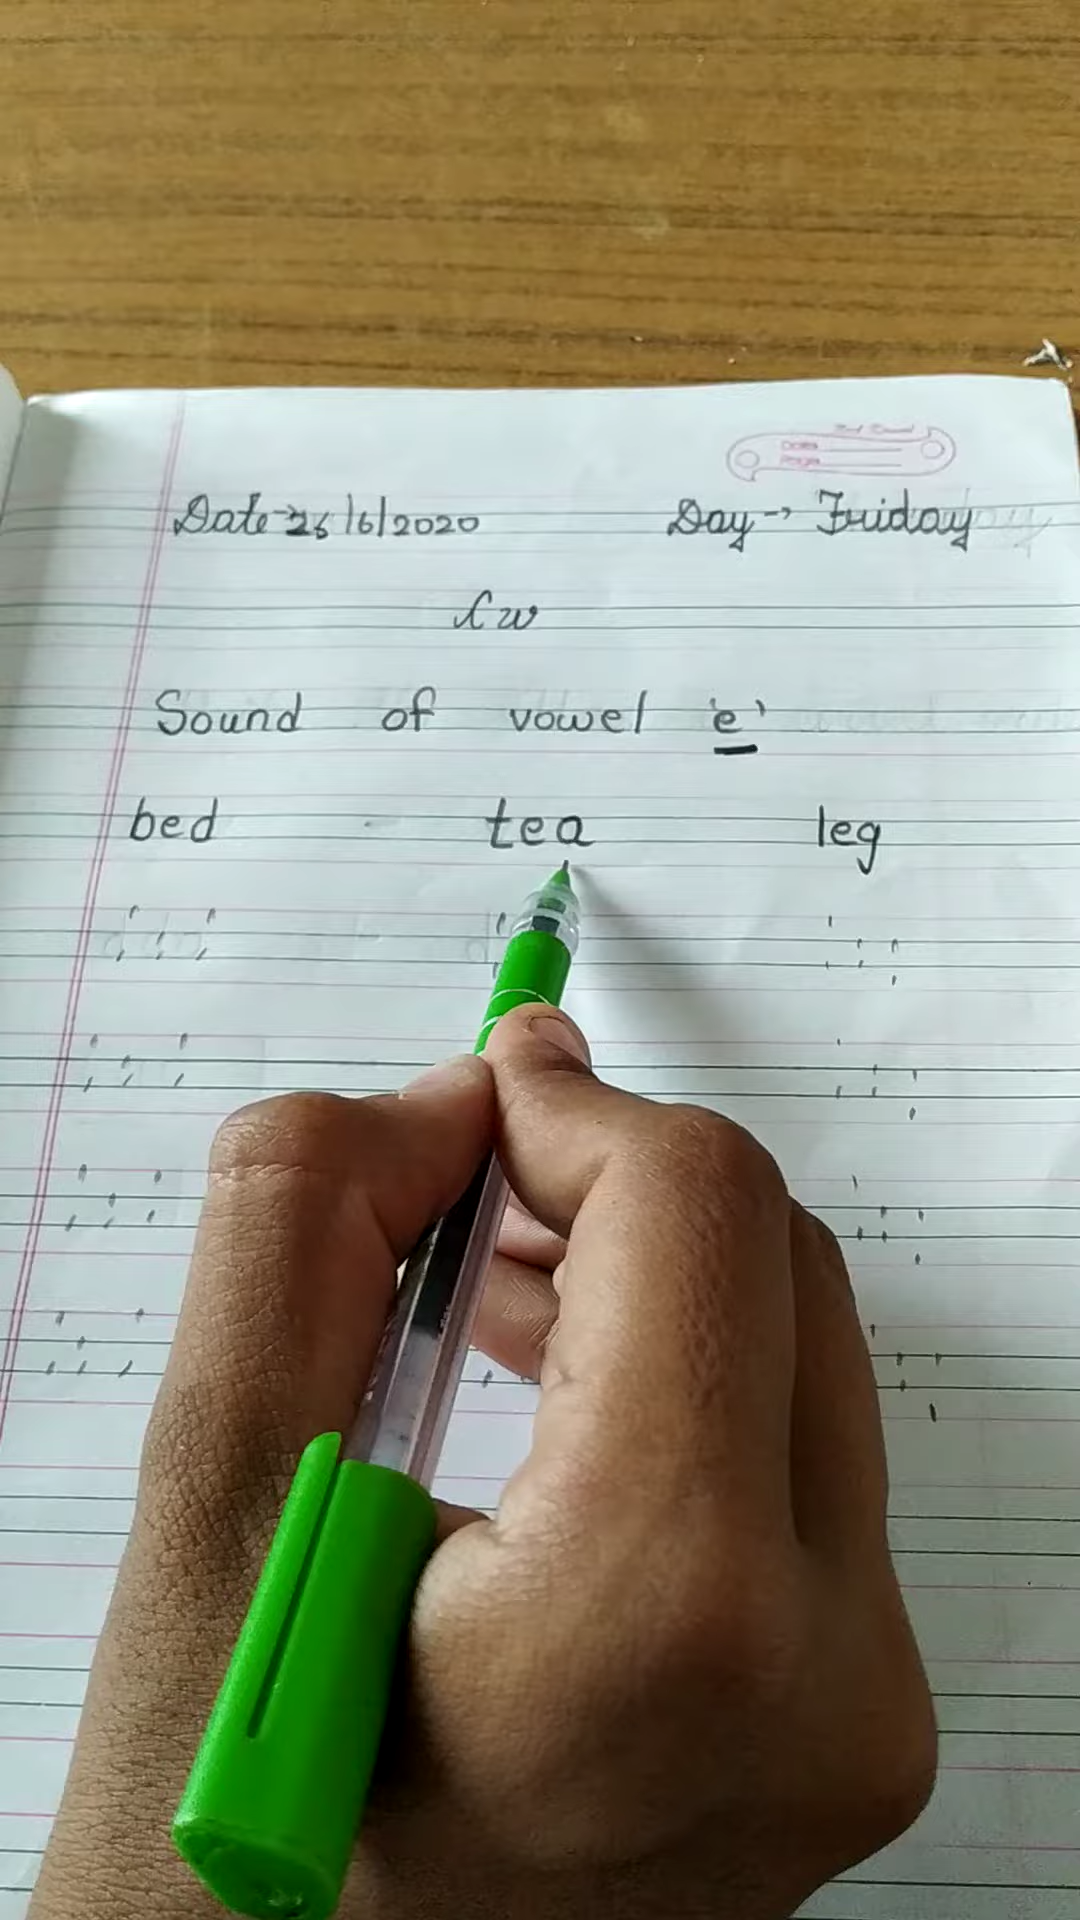 Date → 26/6/2020 Day → Friday
Cw
Sound of vowel 'e'
bed tea leg